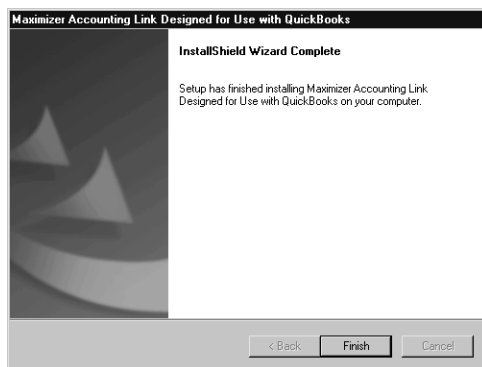 Maximizer Accounting Link Designed for Use with QuickBooks
InstallShield Wizard Complete
Setup has finished installing Maximizer Accounting Link
Designed for Use with QuickBooks on your computer.
< Back Finish Cancel